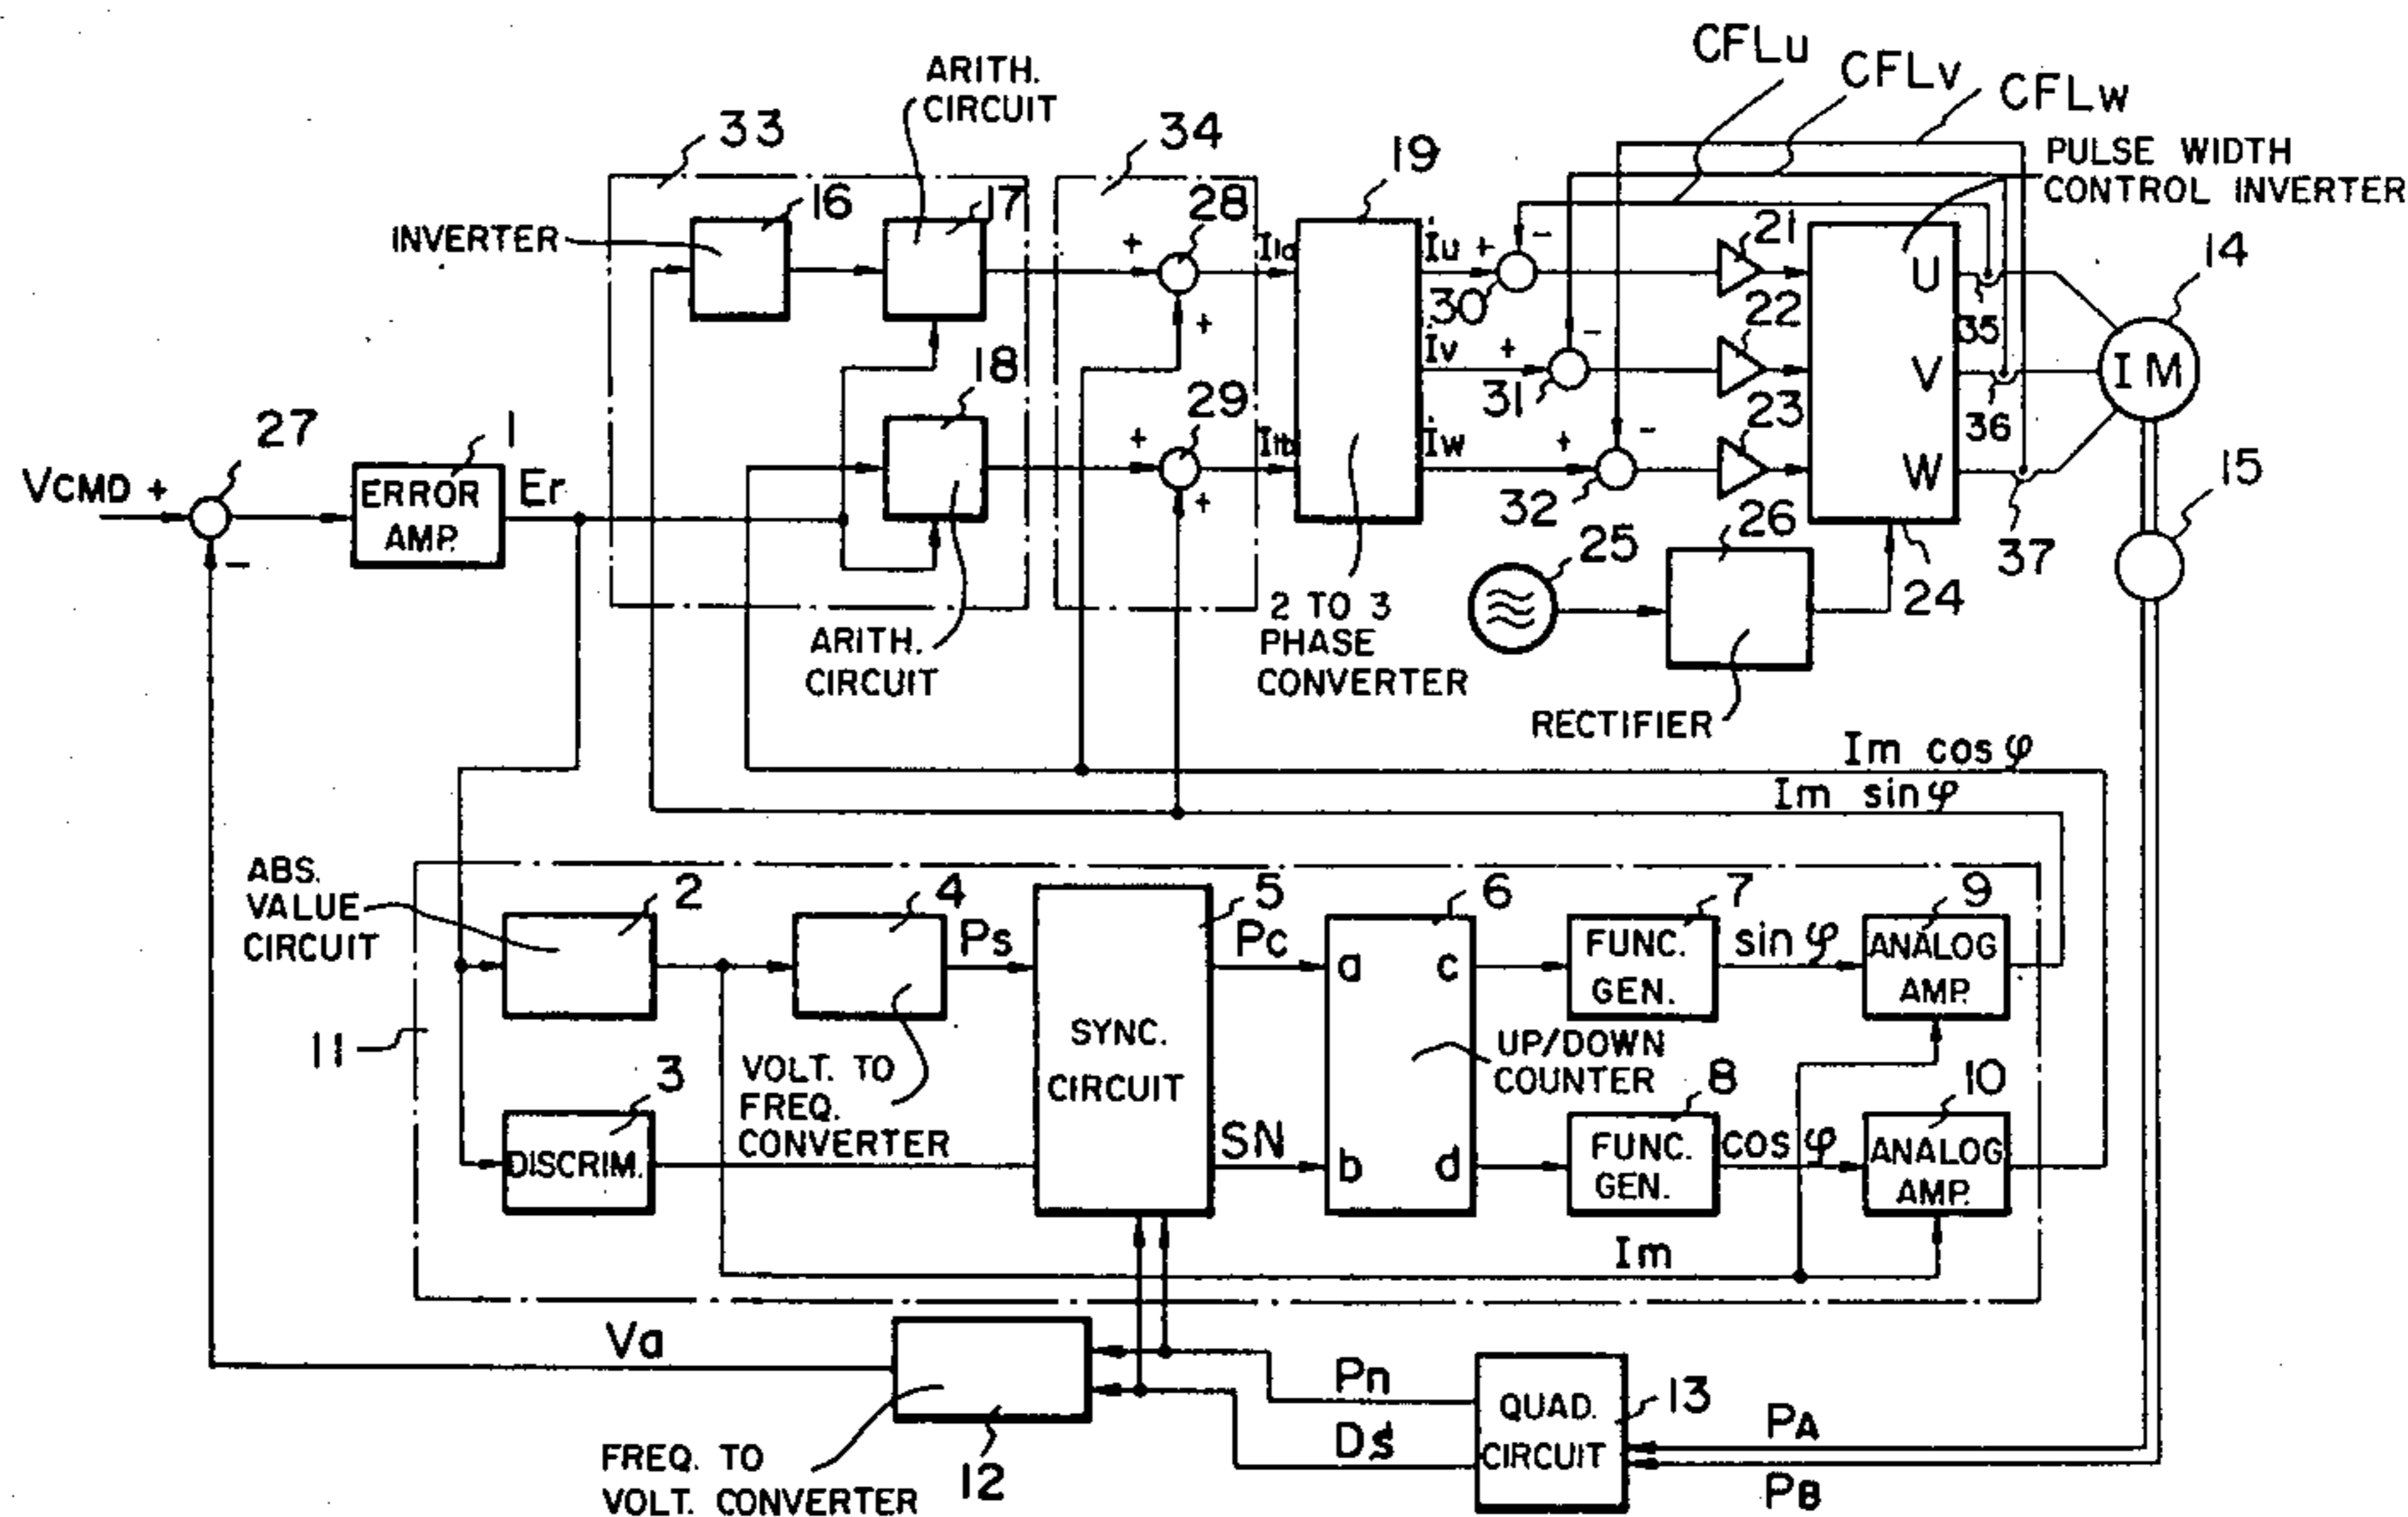 CFLu
CFLv
CFLw
ARITH.
CIRCUIT
33
34
19
PULSE WIDTH
CONTROL INVERTER
16
17
28
21
14
INVERTER
+
I1a
Iu +
-
U
30
22
35
IM
+
18
Iv +
-
V
31
23
36
27
1
29
+
I1b
Iw
+
-
W
15
VCMD +
ERROR
AMP.
Er
+
32
26
37
-
25
24
ARITH.
CIRCUIT
2 TO 3
PHASE
CONVERTER
RECTIFIER
Im cos φ
Im sin φ
ABS.
VALUE
CIRCUIT
2
4
5
6
7
9
Ps
Pc
a
c
FUNC.
GEN.
sin φ
ANALOG
AMP.
11
SYNC.
CIRCUIT
UP/DOWN
COUNTER
3
VOLT. TO
FREQ.
CONVERTER
8
10
DISCRIM.
SN
b
d
FUNC.
GEN.
cos φ
ANALOG
AMP.
Im
Va
Pn
QUAD.
CIRCUIT
13
PA
Ds
FREQ. TO
VOLT. CONVERTER
12
PB